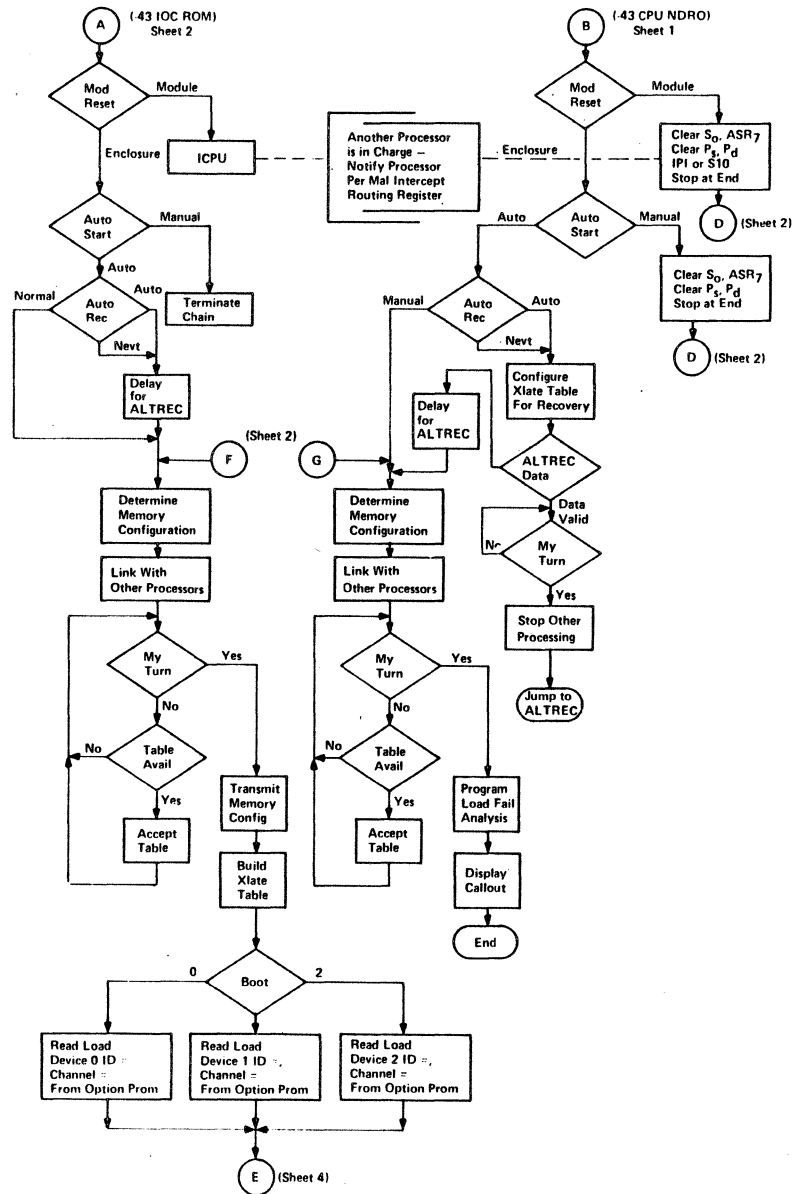 A
(-43 IOC ROM)
Sheet 2
Mod
Reset
Module
ICPU
Enclosure
Auto
Start
Manual
Terminate
Chain
Auto
Normal
Auto
Rec
Auto
Nevt
Delay
for
ALTREC
(Sheet 2)
F
Determine
Memory
Configuration
Link With
Other Processors
My
Turn
Yes
No
Table
Avail
No
Yes
Accept
Table
Transmit
Memory
Config
Build
Xlate
Table
Boot
0
2
Read Load
Device 0 ID =
Channel =
From Option Prom
Read Load
Device 1 ID =,
Channel =
From Option Prom
Read Load
Device 2 ID =,
Channel =
From Option Prom
E
(Sheet 4)
Another Processor
is in Charge –
Notify Processor
Per Mal Intercept
Routing Register
B
(-43 CPU NDRO)
Sheet 1
Mod
Reset
Module
Enclosure
Clear So, ASR7
Clear Ps, Pd
IPI or S10
Stop at End
D
(Sheet 2)
Auto
Start
Auto
Manual
Clear So, ASR7
Clear Ps, Pd
Stop at End
D
(Sheet 2)
Manual
Auto
Rec
Auto
Nevt
Configure
Xlate Table
For Recovery
Delay
for
ALTREC
ALTREC
Data
Data
Valid
My
Turn
No
Yes
Stop Other
Processing
Jump to
ALTREC
G
Determine
Memory
Configuration
Link With
Other Processors
My
Turn
Yes
No
Table
Avail
No
Yes
Accept
Table
Program
Load Fail
Analysis
Display
Callout
End